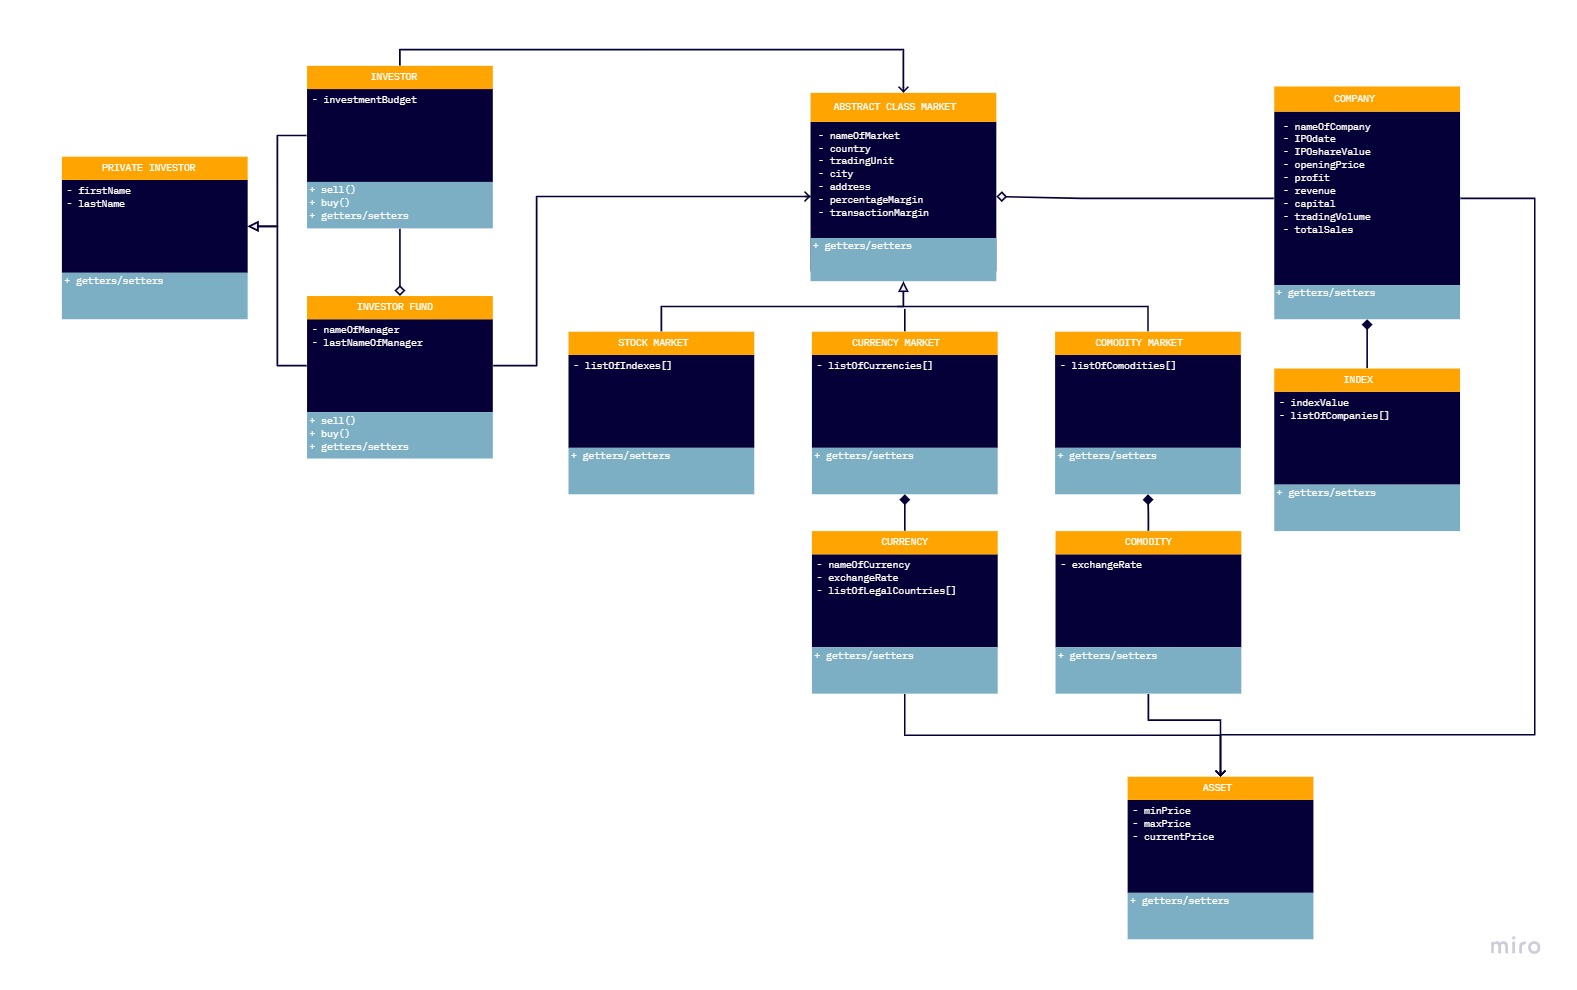 INVESTOR
- investmentBudget
+ sell()
+ buy()
+ getters/setters
PRIVATE INVESTOR
- firstName
- lastName
+ getters/setters
INVESTOR FUND
- nameOfManager
- lastNameOfManager
+ sell()
+ buy()
+ getters/setters
ABSTRACT CLASS MARKET
- nameOfMarket
- country
- tradingUnit
- city
- address
- percentageMargin
- transactionMargin
+ getters/setters
COMPANY
- nameOfCompany
- IPOdate
- IPOshareValue
- openingPrice
- profit
- revenue
- capital
- tradingVolume
- totalSales
+ getters/setters
STOCK MARKET
- listOfIndexes[]
+ getters/setters
CURRENCY MARKET
- listOfCurrencies[]
+ getters/setters
COMODITY MARKET
- listOfComodities[]
+ getters/setters
INDEX
- indexValue
- listOfCompanies[]
+ getters/setters
CURRENCY
- nameOfCurrency
- exchangeRate
- listOfLegalCountries[]
+ getters/setters
COMODITY
- exchangeRate
+ getters/setters
ASSET
- minPrice
- maxPrice
- currentPrice
+ getters/setters
miro